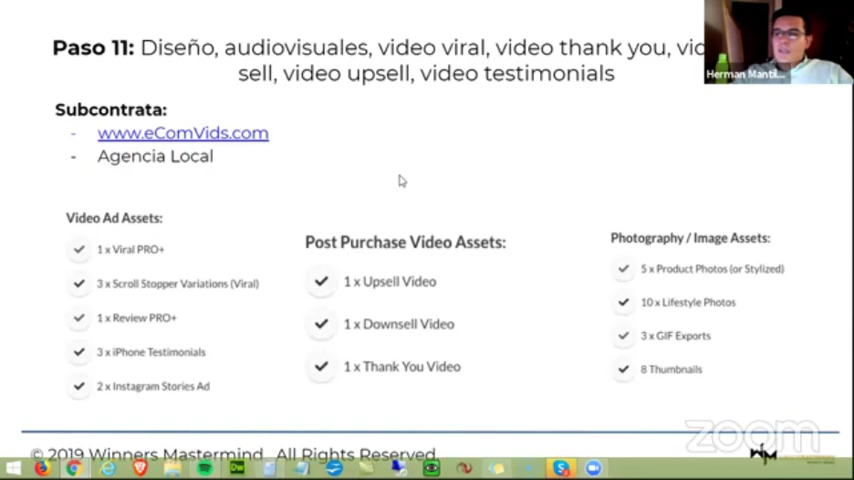 Paso 11: Diseño, audiovisuales, video viral, video thank you,
sell, video upsell, video testimonials
Herman Manti...
Subcontrata:
- www.eComVids.com
- Agencia Local
Video Ad Assets:
1 x Viral PRO+
3 x Scroll Stopper Variations (Viral)
1 x Review PRO+
3 x iPhone Testimonials
2 x Instagram Stories Ad
Post Purchase Video Assets:
1 x Upsell Video
1 x Downsell Video
1 x Thank You Video
Photography / Image Assets:
5 x Product Photos (or Stylized)
10 x Lifestyle Photos
3 x GIF Exports
8 Thumbnails
zoom
© 2019 Winners Mastermind All Rights Reserved
Dw